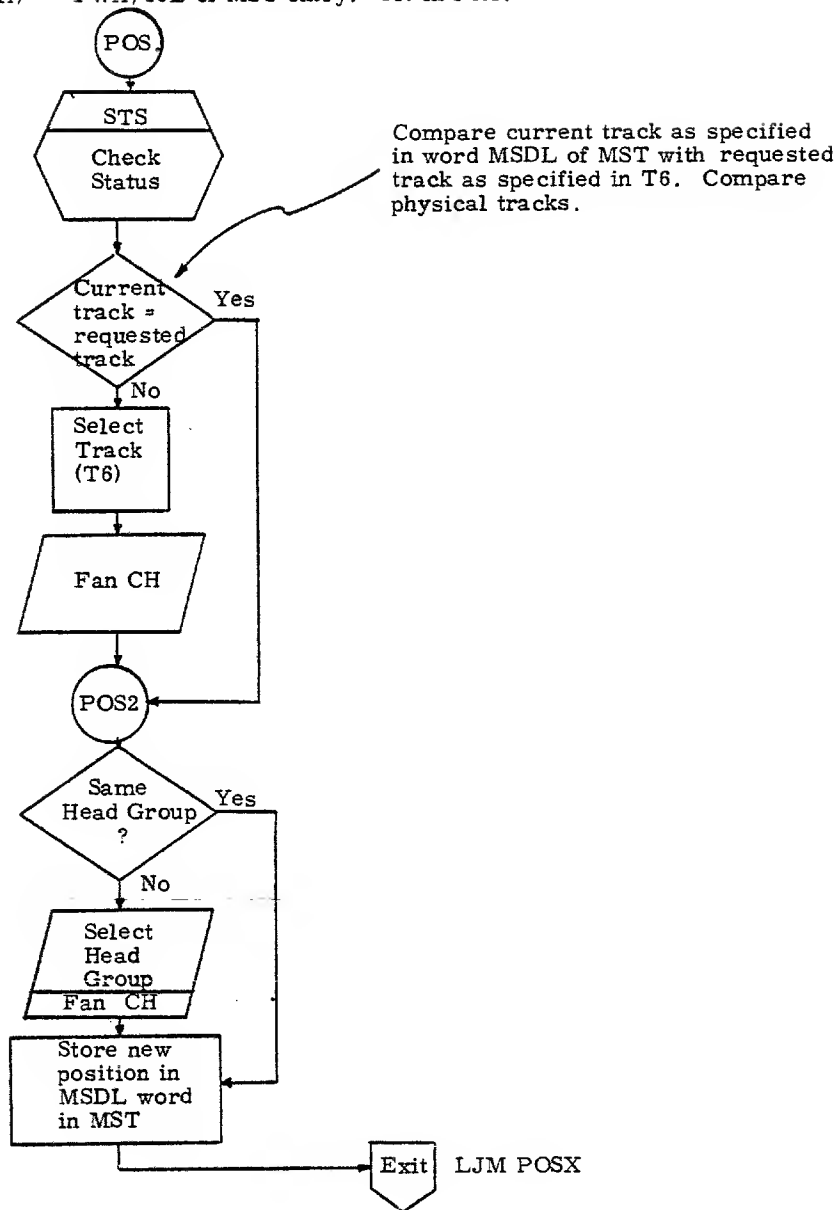 POS.
STS
Check
Status
Compare current track as specified
in word MSDL of MST with requested
track as specified in T6. Compare
physical tracks.
Current
track =
requested
track
Yes
No
Select
Track
(T6)
Fan CH
POS2
Same
Head Group
?
Yes
No
Select
Head
Group
Fan CH
Store new
position in
MSDL word
in MST
Exit LJM POSX